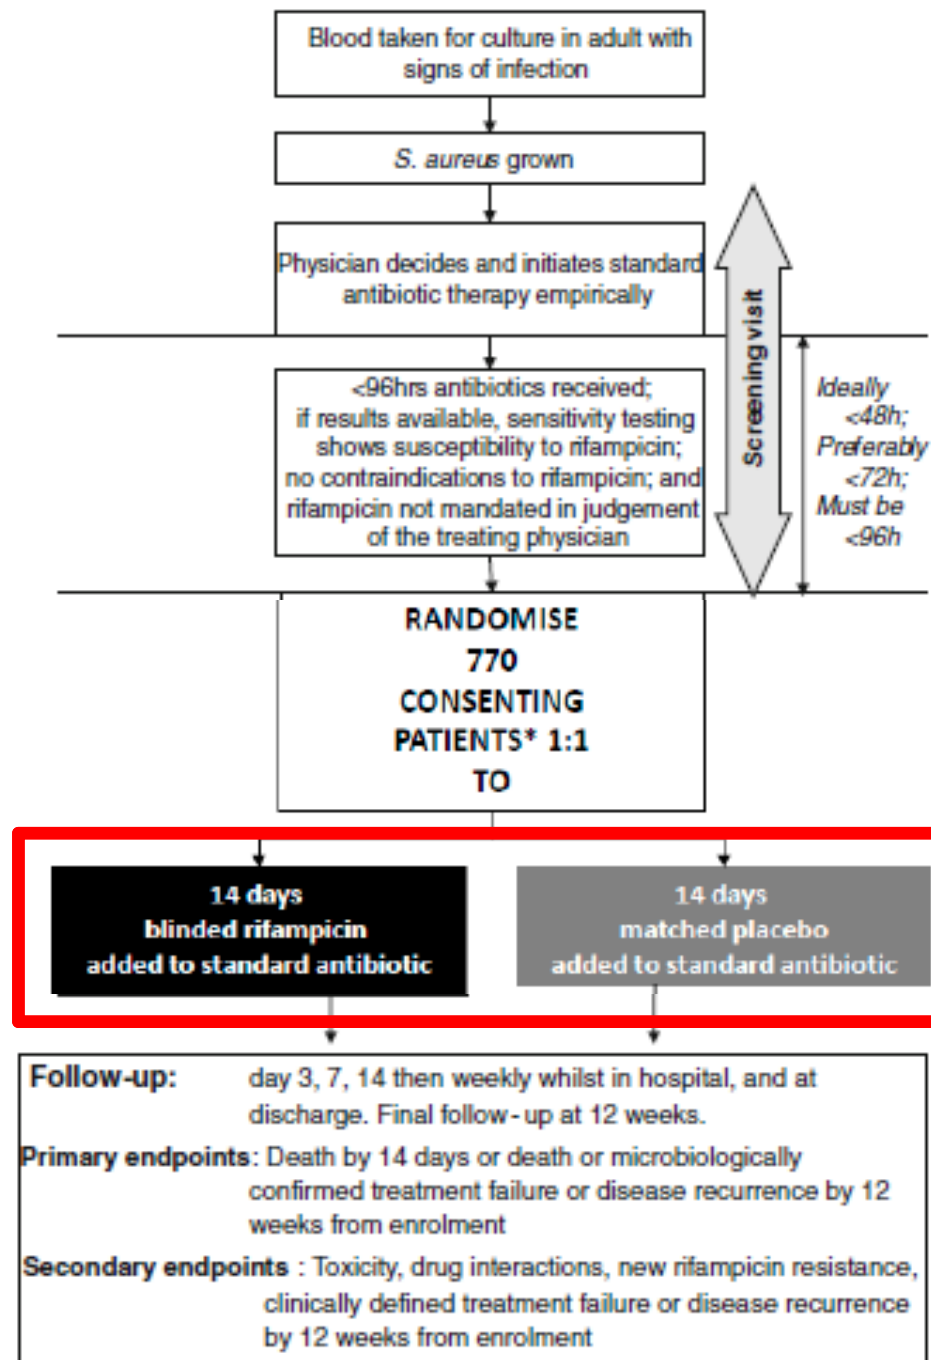 Blood taken for culture in adult with
signs of infection
S. aureus grown
Physician decides and initiates standard
antibiotic therapy empirically
Screening visit
<96hrs antibiotics received;
if results available, sensitivity testing
shows susceptibility to rifampicin;
no contraindications to rifampicin; and
rifampicin not mandated in judgement
of the treating physician
Ideally
<48h;
Preferably
<72h;
Must be
<96h
RANDOMISE
770
CONSENTING
PATIENTS* 1:1
TO
14 days
blinded rifampicin
added to standard antibiotic
14 days
matched placebo
added to standard antibiotic
Follow-up: day 3, 7, 14 then weekly whilst in hospital, and at
discharge. Final follow-up at 12 weeks.
Primary endpoints: Death by 14 days or death or microbiologically
confirmed treatment failure or disease recurrence by 12
weeks from enrolment
Secondary endpoints : Toxicity, drug interactions, new rifampicin resistance,
clinically defined treatment failure or disease recurrence
by 12 weeks from enrolment